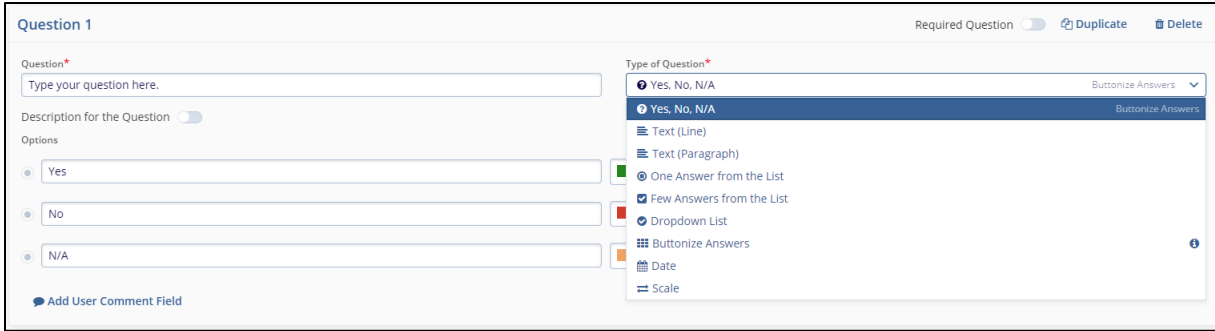 Question 1
Required Question Duplicate Delete
Question*
Type your question here.
Description for the Question
Options
Yes
No
N/A
Add User Comment Field
Type of Question*
Yes, No, N/A Buttonize Answers
Yes, No, N/A Buttonize Answers
Text (Line)
Text (Paragraph)
One Answer from the List
Few Answers from the List
Dropdown List
Buttonize Answers
Date
Scale